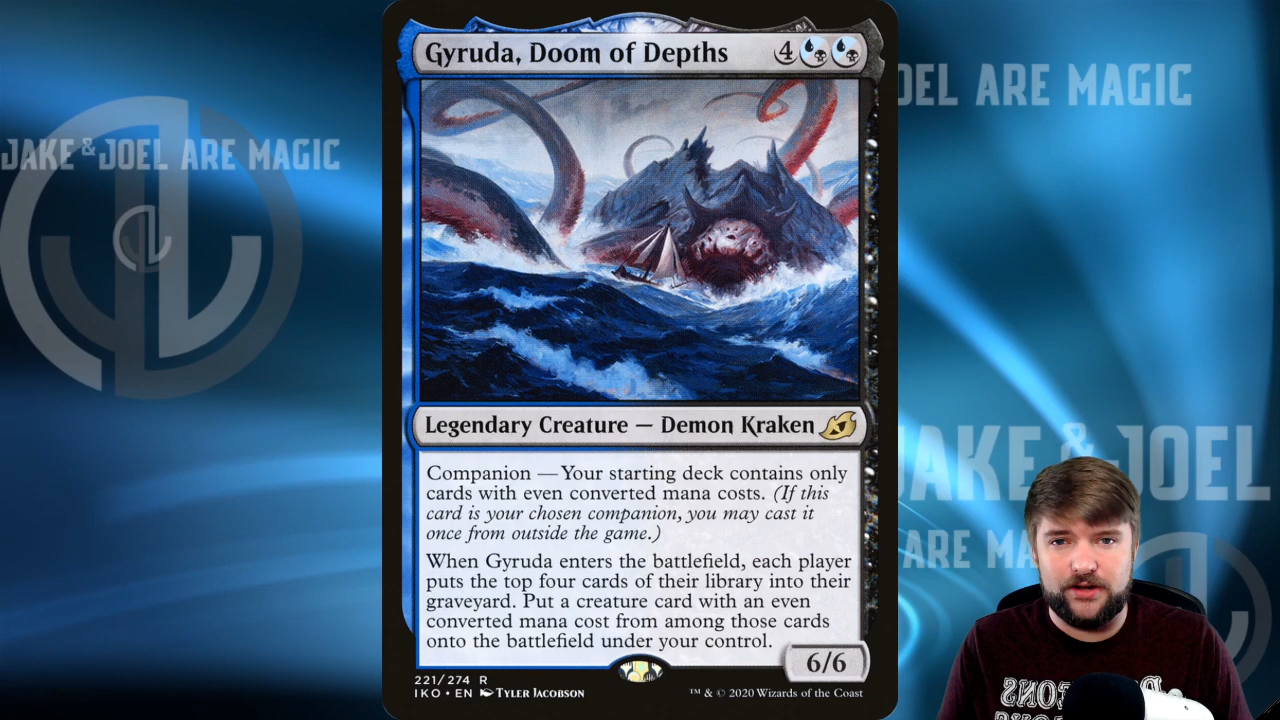 Gyruda, Doom of Depths 4
JAKE & JOEL ARE MAGIC
JOEL ARE MAGIC
Legendary Creature — Demon Kraken
Companion — Your starting deck contains only
cards with even converted mana costs. (If this
card is your chosen companion, you may cast it
once from outside the game.)
When Gyruda enters the battlefield, each player
puts the top four cards of their library into their
graveyard. Put a creature card with an even
converted mana cost from among those cards
onto the battlefield under your control.
6/6
221/274 R
IKO • EN TYLER JACOBSON
™ & © 2020 Wizards of the Coast
JAKE & JOEL
ARE MA